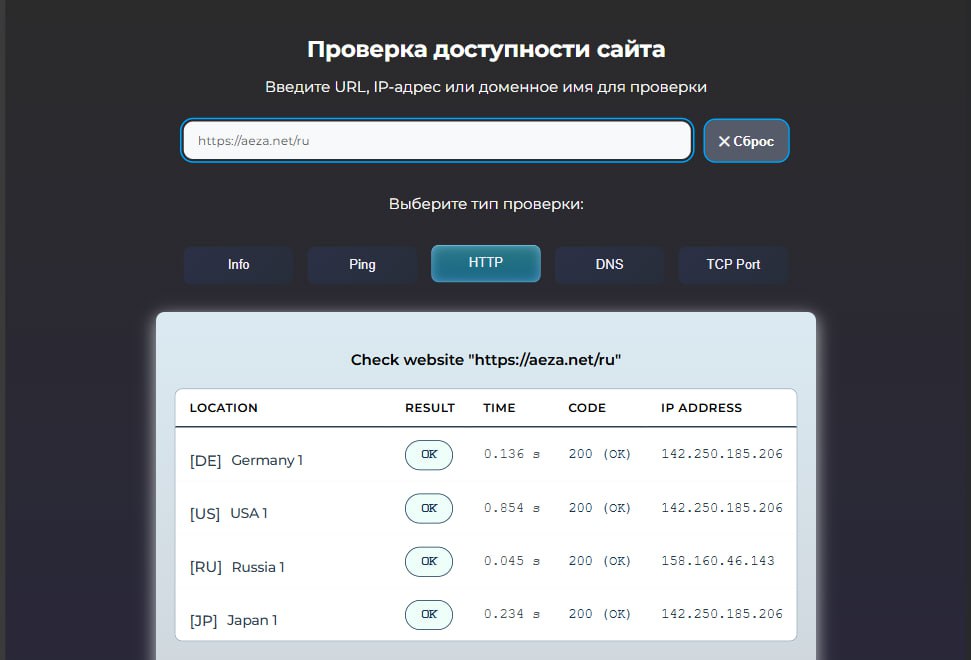 Проверка доступности сайта
Введите URL, IP-адрес или доменное имя для проверки
https://aeza.net/ru
✕ Сброс
Выберите тип проверки:
Info Ping HTTP DNS TCP Port
Check website "https://aeza.net/ru"
LOCATION RESULT TIME CODE IP ADDRESS
[DE] Germany 1 OK 0.136 s 200 (OK) 142.250.185.206
[US] USA 1 OK 0.854 s 200 (OK) 142.250.185.206
[RU] Russia 1 OK 0.045 s 200 (OK) 158.160.46.143
[JP] Japan 1 OK 0.234 s 200 (OK) 142.250.185.206